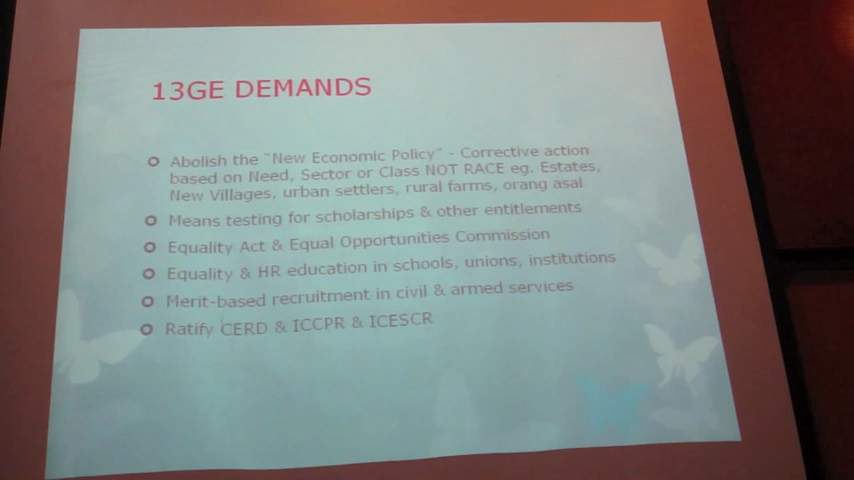 13GE DEMANDS
Abolish the "New Economic Policy" - Corrective action
based on Need, Sector or Class NOT RACE eg. Estates,
New Villages, urban settlers, rural farms, orang asal
Means testing for scholarships & other entitlements
Equality Act & Equal Opportunities Commission
Equality & HR education in schools, unions, institutions
Merit-based recruitment in civil & armed services
Ratify CERD & ICCPR & ICESCR